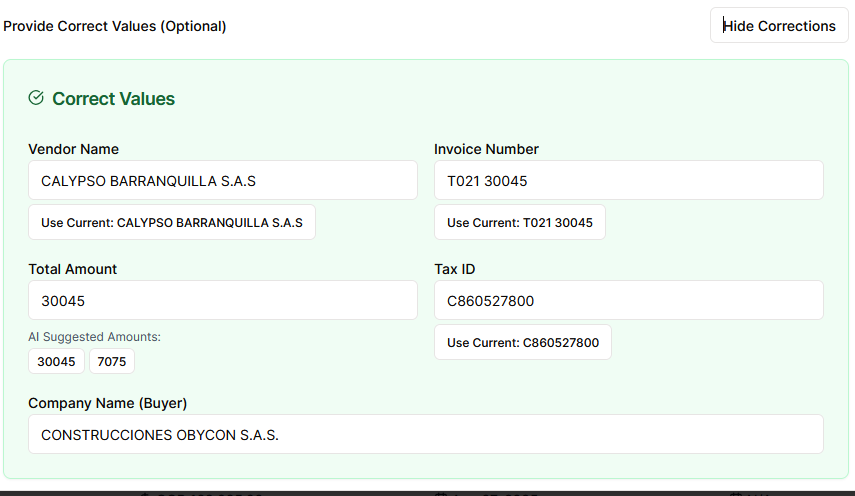 Provide Correct Values (Optional)
Hide Corrections
Correct Values
Vendor Name
CALYPSO BARRANQUILLA S.A.S
Use Current: CALYPSO BARRANQUILLA S.A.S
Invoice Number
T021 30045
Use Current: T021 30045
Total Amount
30045
AI Suggested Amounts:
30045 7075
Tax ID
C860527800
Use Current: C860527800
Company Name (Buyer)
CONSTRUCCIONES OBYCON S.A.S.